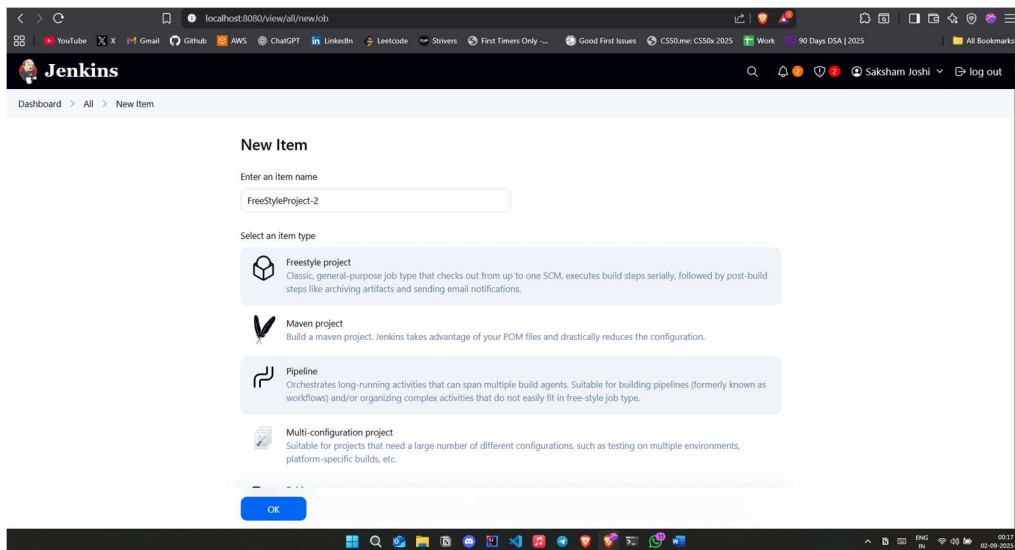 localhost:8080/view/all/newJob
YouTube X Gmail Github AWS ChatGPT LinkedIn Leetcode Strivers First Timers Only -... Good First Issues CS50.me: CS50x 2025 Work 90 Days DSA | 2025 All Bookmarks
Jenkins 2 2 Saksham Joshi log out
Dashboard > All > New Item
New Item
Enter an item name
FreeStyleProject-2
Select an item type
Freestyle project
Classic, general-purpose job type that checks out from up to one SCM, executes build steps serially, followed by post-build
steps like archiving artifacts and sending email notifications.
Maven project
Build a maven project. Jenkins takes advantage of your POM files and drastically reduces the configuration.
Pipeline
Orchestrates long-running activities that can span multiple build agents. Suitable for building pipelines (formerly known as
workflows) and/or organizing complex activities that do not easily fit in free-style job type.
Multi-configuration project
Suitable for projects that need a large number of different configurations, such as testing on multiple environments,
platform-specific builds, etc.
OK
ENG 00:17
IN 02-09-2025